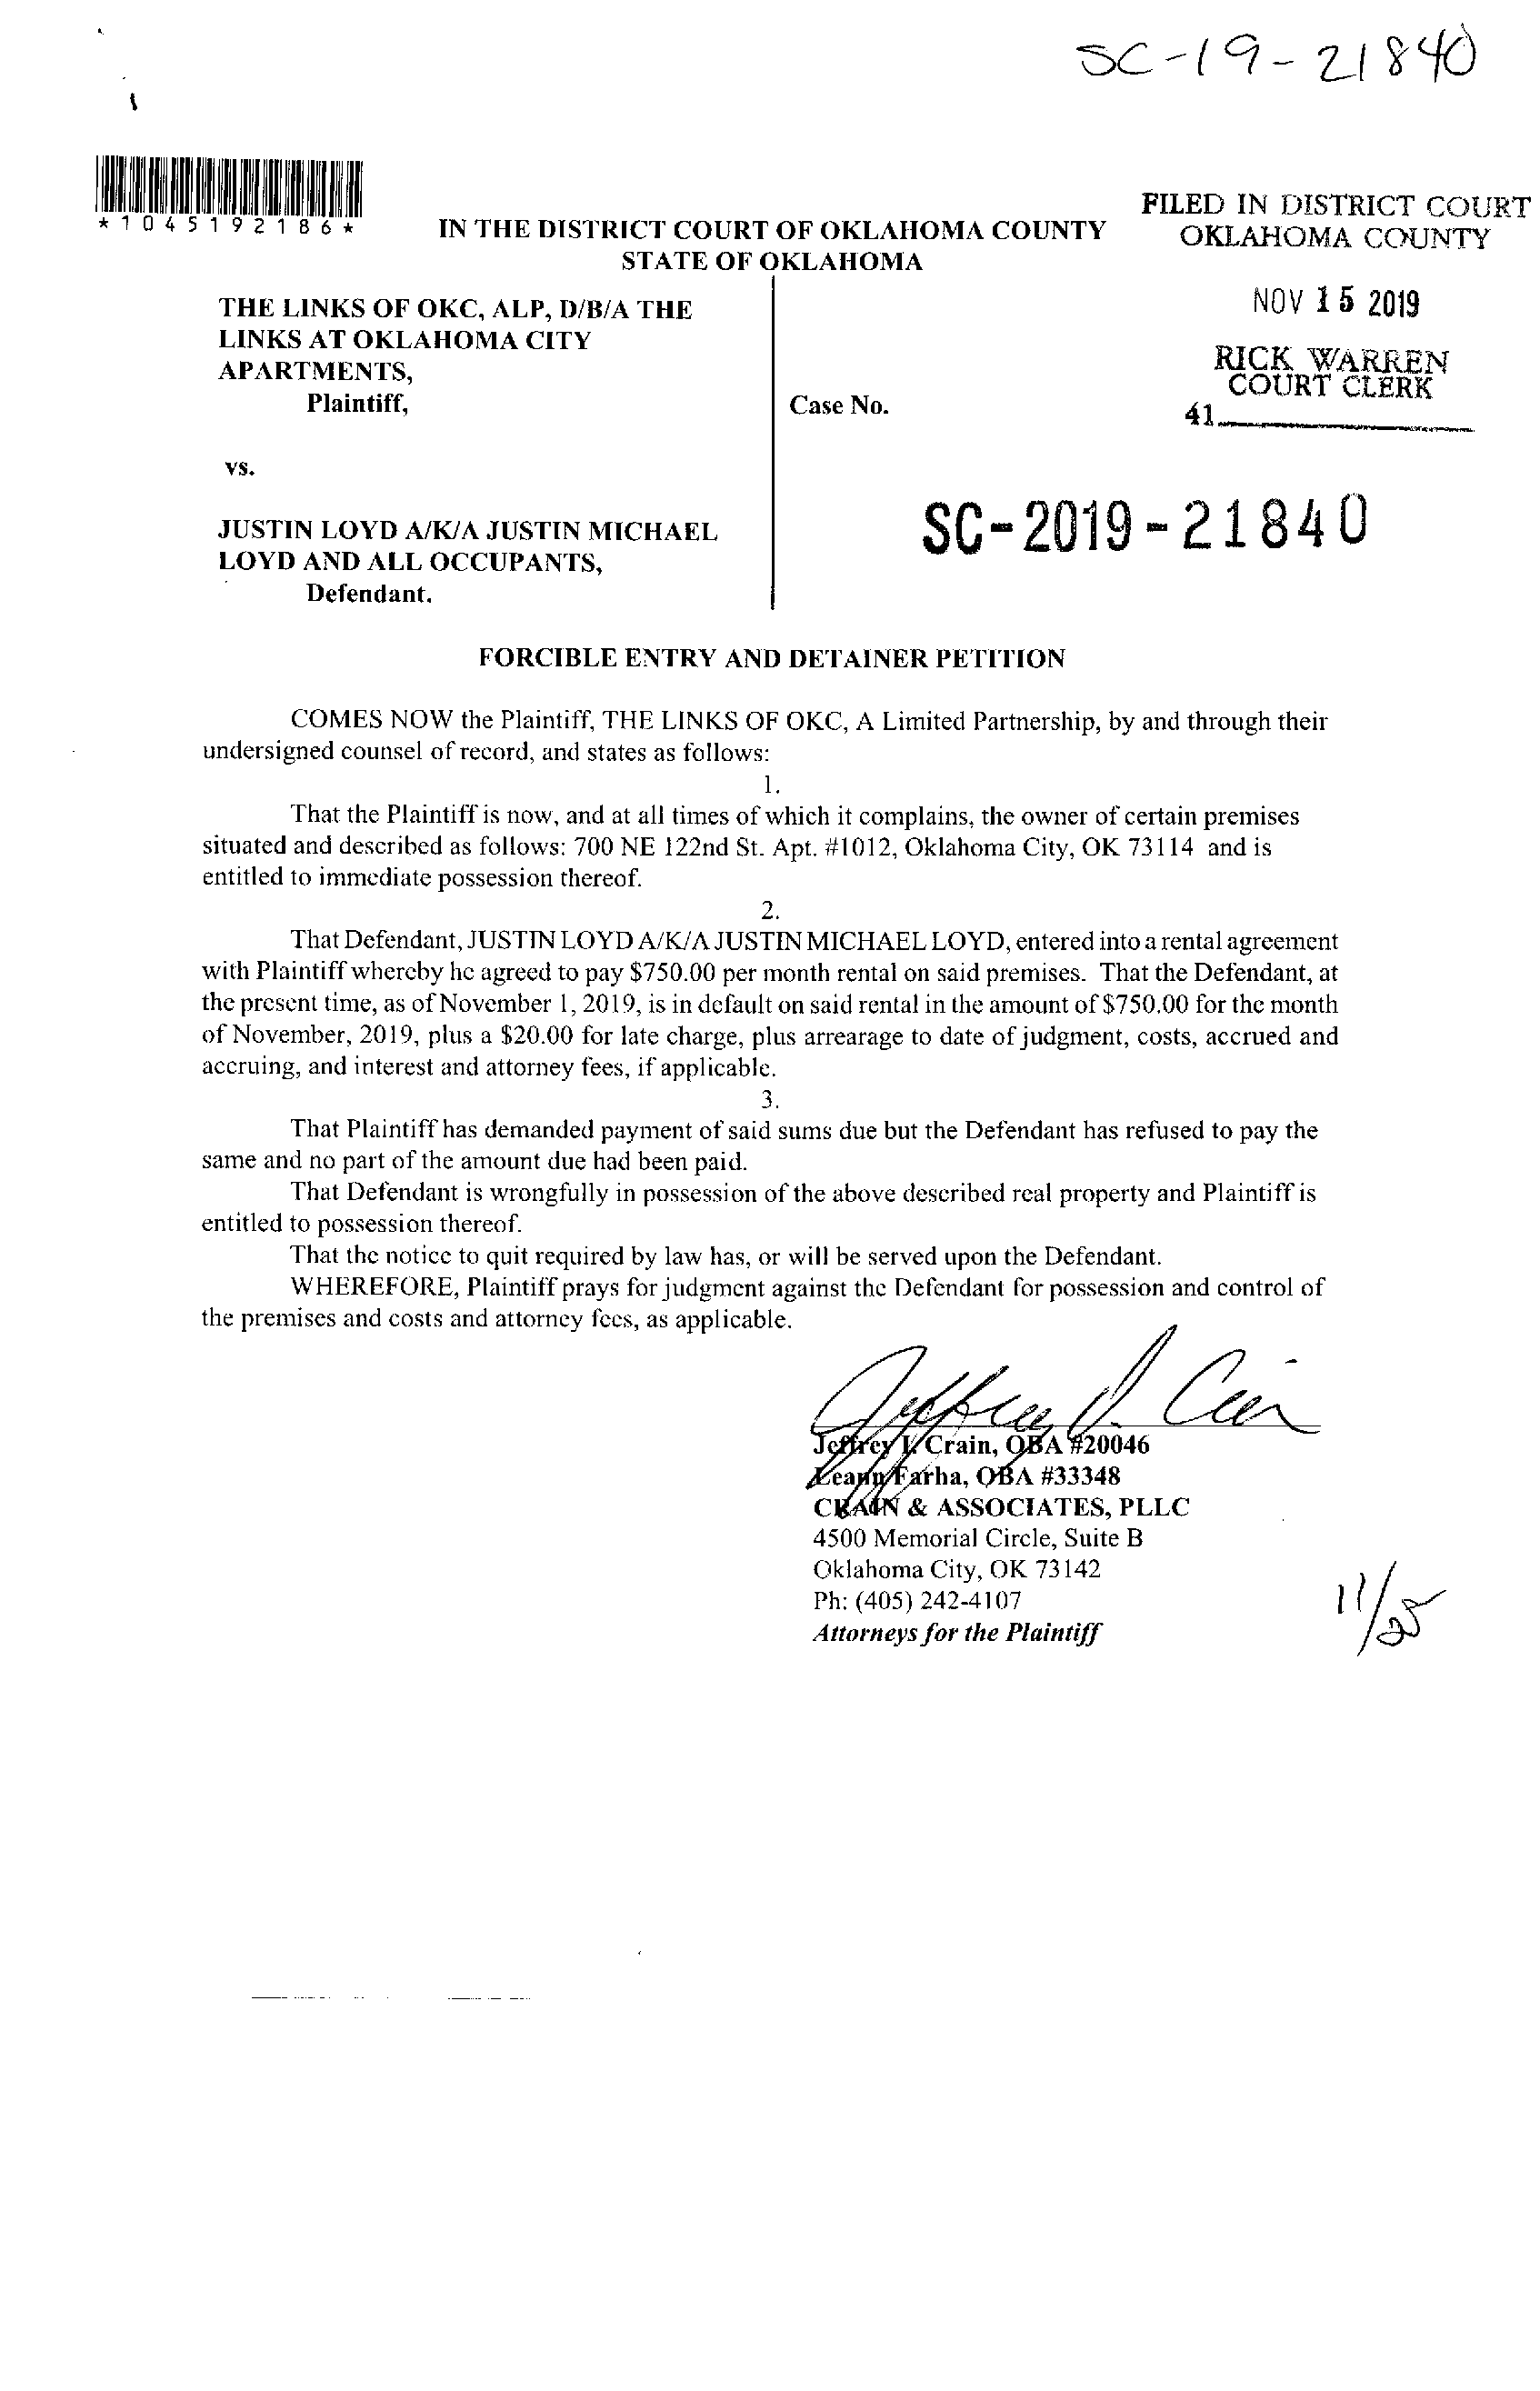 SC-19-21840
*1045192186*
FILED IN DISTRICT COURT
OKLAHOMA COUNTY
IN THE DISTRICT COURT OF OKLAHOMA COUNTY
STATE OF OKLAHOMA
NOV 15 2019
RICK WARREN
COURT CLERK
41
THE LINKS OF OKC, ALP, D/B/A THE
LINKS AT OKLAHOMA CITY
APARTMENTS,
Plaintiff,
Case No.
vs.
SC-2019-21840
JUSTIN LOYD A/K/A JUSTIN MICHAEL
LOYD AND ALL OCCUPANTS,
Defendant.
FORCIBLE ENTRY AND DETAINER PETITION
COMES NOW the Plaintiff, THE LINKS OF OKC, A Limited Partnership, by and through their
undersigned counsel of record, and states as follows:
1.
That the Plaintiff is now, and at all times of which it complains, the owner of certain premises
situated and described as follows: 700 NE 122nd St. Apt. #1012, Oklahoma City, OK 73114 and is
entitled to immediate possession thereof.
2.
That Defendant, JUSTIN LOYD A/K/A JUSTIN MICHAEL LOYD, entered into a rental agreement
with Plaintiff whereby he agreed to pay $750.00 per month rental on said premises. That the Defendant, at
the present time, as of November 1, 2019, is in default on said rental in the amount of $750.00 for the month
of November, 2019, plus a $20.00 for late charge, plus arrearage to date of judgment, costs, accrued and
accruing, and interest and attorney fees, if applicable.
3.
That Plaintiff has demanded payment of said sums due but the Defendant has refused to pay the
same and no part of the amount due had been paid.
That Defendant is wrongfully in possession of the above described real property and Plaintiff is
entitled to possession thereof.
That the notice to quit required by law has, or will be served upon the Defendant.
WHEREFORE, Plaintiff prays for judgment against the Defendant for possession and control of
the premises and costs and attorney fees, as applicable.
Jeffrey Crain, OBA #20046
Leann Farha, OBA #33348
CRAIN & ASSOCIATES, PLLC
4500 Memorial Circle, Suite B
Oklahoma City, OK 73142
Ph: (405) 242-4107
Attorneys for the Plaintiff
11/25